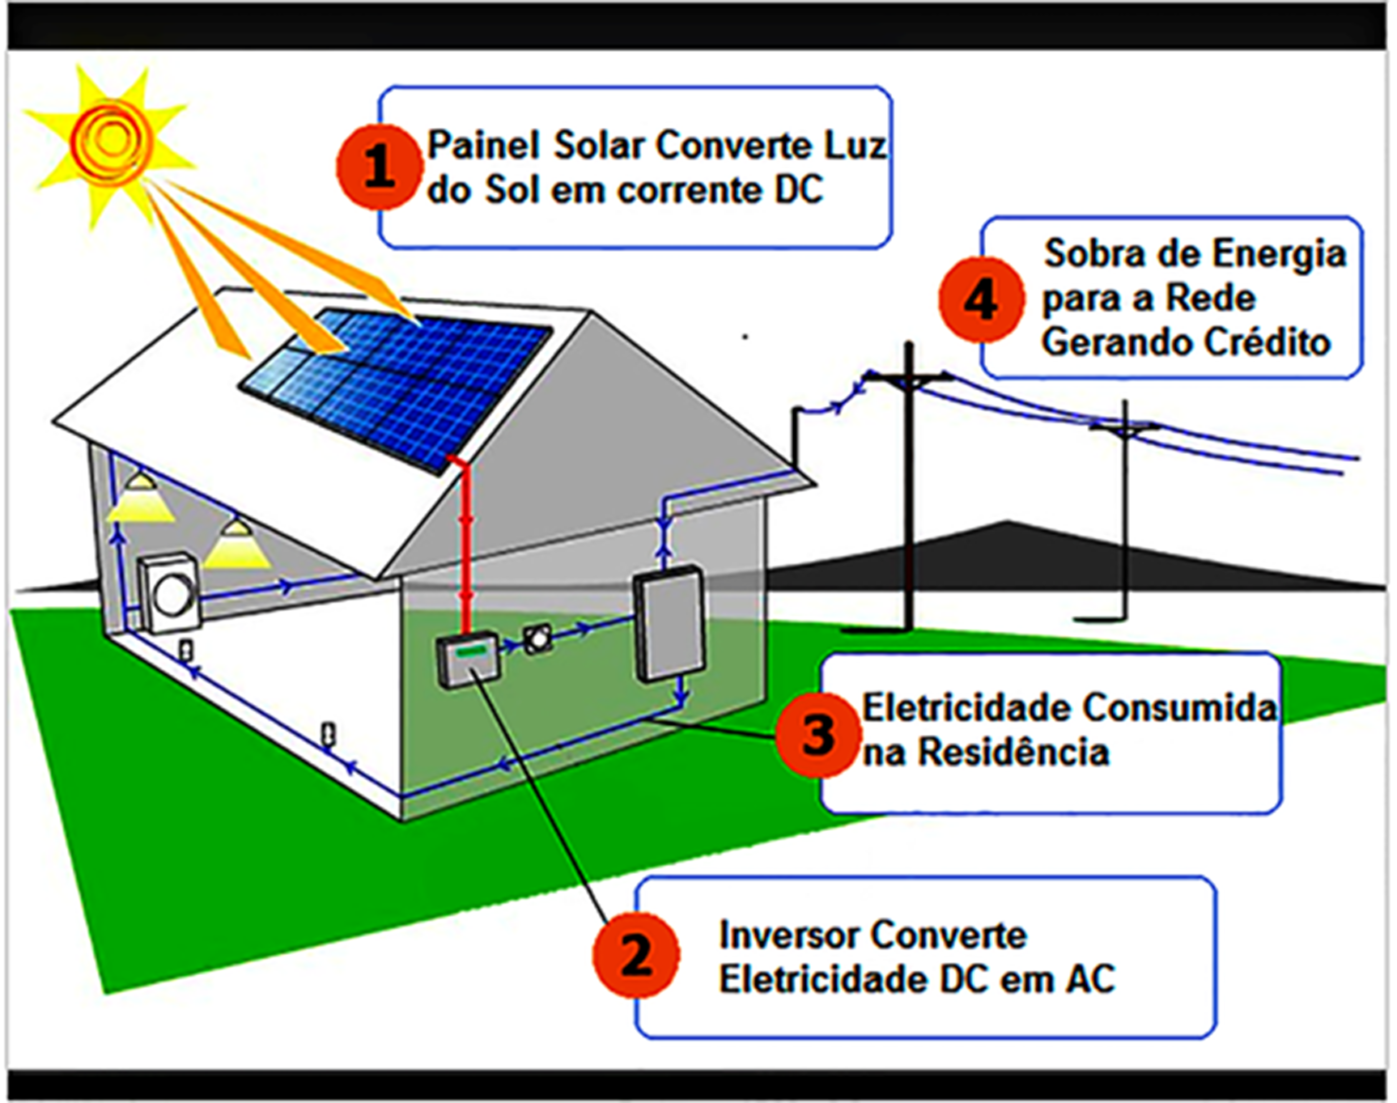 1
Painel Solar Converte Luz
do Sol em corrente DC
4
Sobra de Energia
para a Rede
Gerando Crédito
3
Eletricidade Consumida
na Residência
2
Inversor Converte
Eletricidade DC em AC